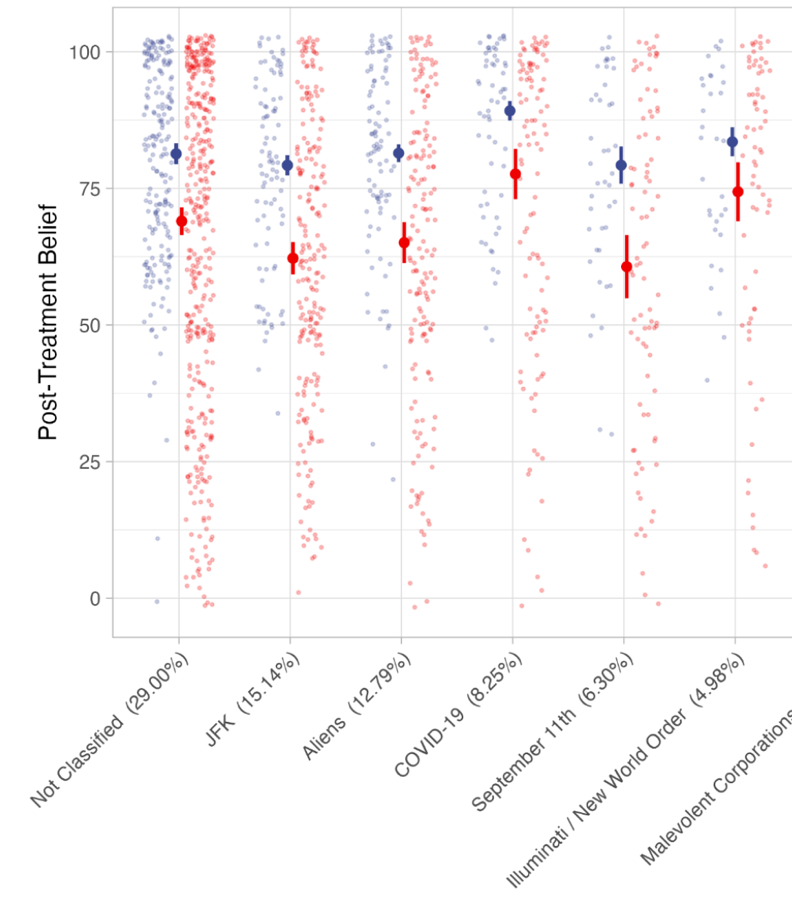 Post-Treatment Belief
100
75
50
25
0
Not Classified (29.00%)
JFK (15.14%)
Aliens (12.79%)
COVID-19 (8.25%)
September 11th (6.30%)
Illuminati / New World Order (4.98%)
Malevolent Corporations